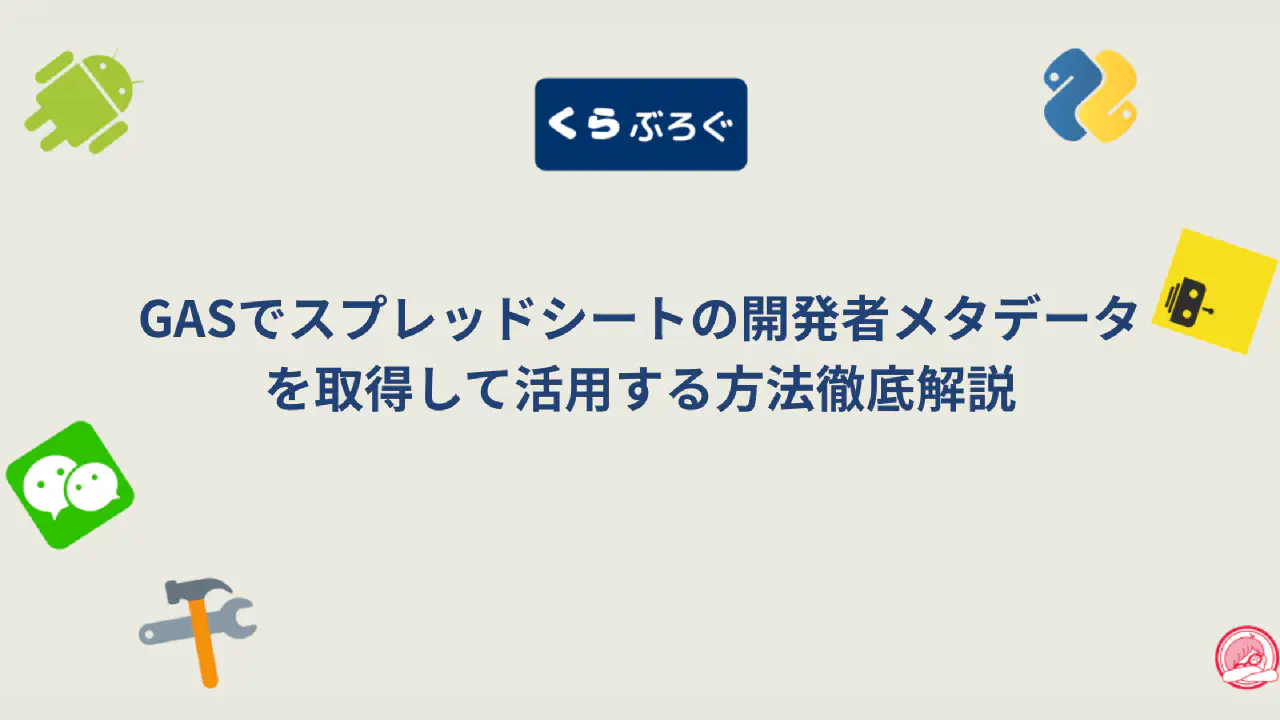 くらぶろぐ
GASでスプレッドシートの開発者メタデータ
を取得して活用する方法徹底解説